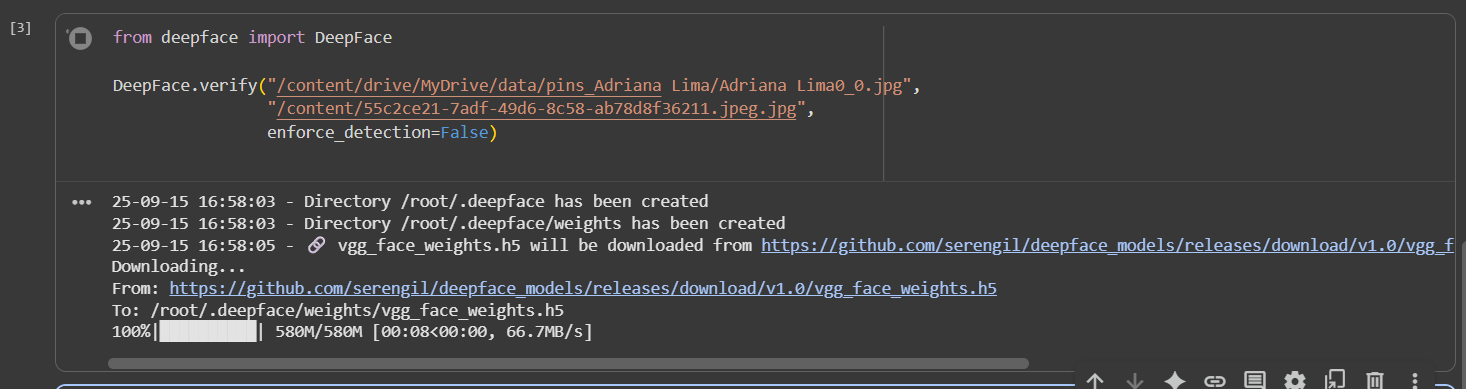 [3]
from deepface import DeepFace
DeepFace.verify("/content/drive/MyDrive/data/pins_Adriana Lima/Adriana Lima0_0.jpg",
"/content/55c2ce21-7adf-49d6-8c58-ab78d8f36211.jpeg.jpg",
enforce_detection=False)
25-09-15 16:58:03 - Directory /root/.deepface has been created
25-09-15 16:58:03 - Directory /root/.deepface/weights has been created
25-09-15 16:58:05 - 🔗 vgg_face_weights.h5 will be downloaded from https://github.com/serengil/deepface_models/releases/download/v1.0/vgg_f
Downloading...
From: https://github.com/serengil/deepface_models/releases/download/v1.0/vgg_face_weights.h5
To: /root/.deepface/weights/vgg_face_weights.h5
100%|██████████| 580M/580M [00:08<00:00, 66.7MB/s]